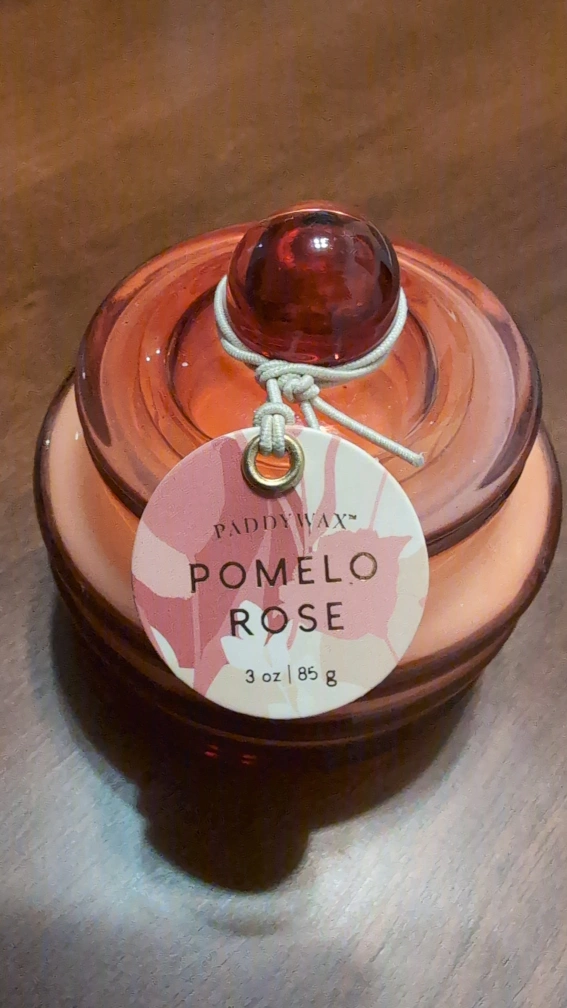 PADDYWAX™
POMELO
ROSE
3 oz | 85 g